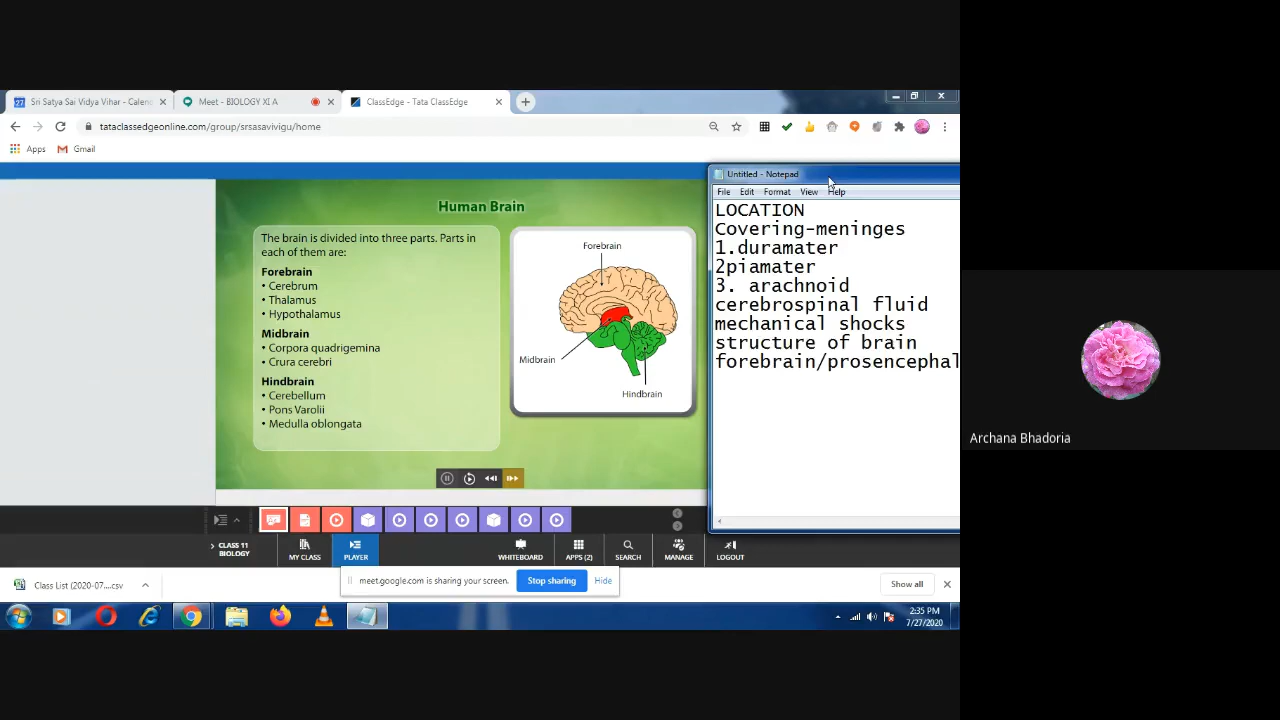 Sri Satya Sai Vidya Vihar - Calen
Meet - BIOLOGY XI A
ClassEdge - Tata ClassEdge
tataclassedgeonline.com/group/srsasavivigu/home
Apps
Gmail
Human Brain
The brain is divided into three parts. Parts in
each of them are:
Forebrain
• Cerebrum
• Thalamus
• Hypothalamus
Midbrain
• Corpora quadrigemina
• Crura cerebri
Hindbrain
• Cerebellum
• Pons Varolii
• Medulla oblongata
Forebrain
Midbrain
Hindbrain
Untitled - Notepad
File Edit Format View Help
LOCATION
Covering-meninges
1.duramater
2piamater
3. arachnoid
cerebrospinal fluid
mechanical shocks
structure of brain
forebrain/prosencephal
Archana Bhadoria
CLASS 11
BIOLOGY
MY CLASS
PLAYER
WHITEBOARD
APPS (2)
SEARCH
MANAGE
LOGOUT
Class List (2020-07....csv
meet.google.com is sharing your screen.
Stop sharing
Hide
Show all
2:35 PM
7/27/2020